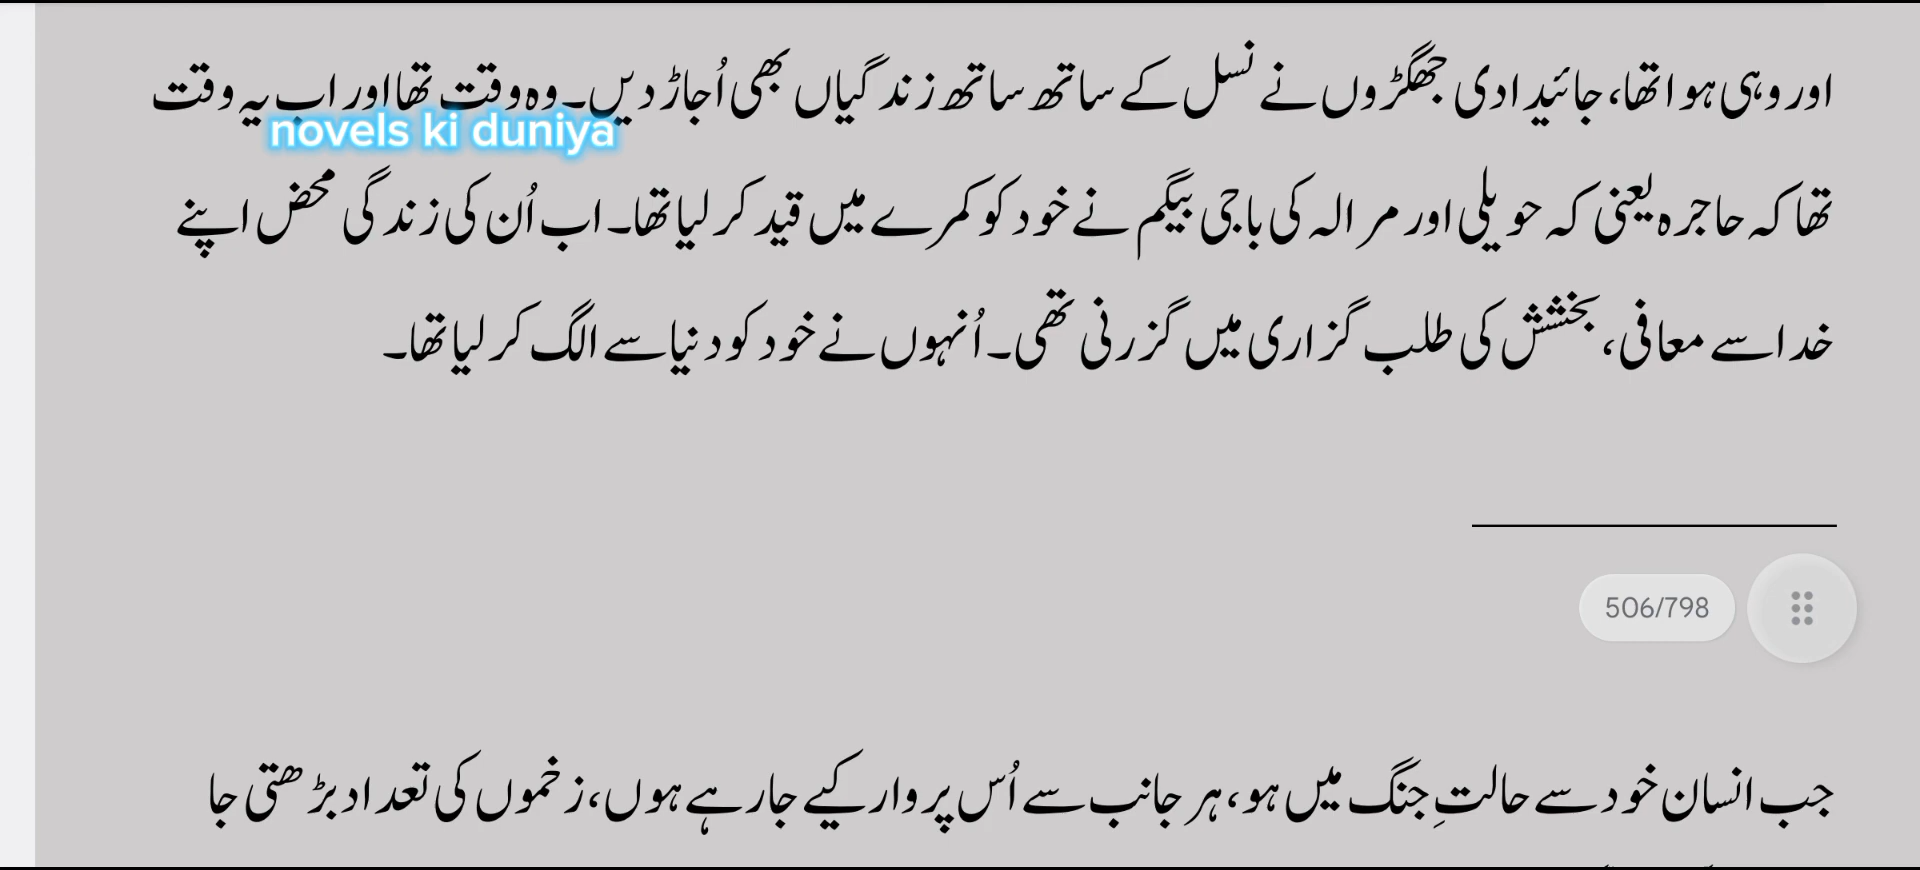 اور وہی ہوا تھا، جائیدادی جھگڑوں نے نسل کے ساتھ ساتھ زندگیاں بھی اُجاڑ دیں۔ وہ وقت تھا اور اب یہ وقت
novels ki duniya
تھا کہ حاجرہ یعنی کہ حویلی اور مرالہ کی باجی بیگم نے خود کو کمرے میں قید کر لیا تھا۔ اب اُن کی زندگی محض اپنے
خدا سے معافی، بخشش کی طلب گزاری میں گزرنی تھی۔ اُنہوں نے خود کو دنیا سے الگ کر لیا تھا۔
506/798
جب انسان خود سے حالتِ جنگ میں ہو، ہر جانب سے اُس پر وار کیے جا رہے ہوں، زخموں کی تعداد بڑھتی جا